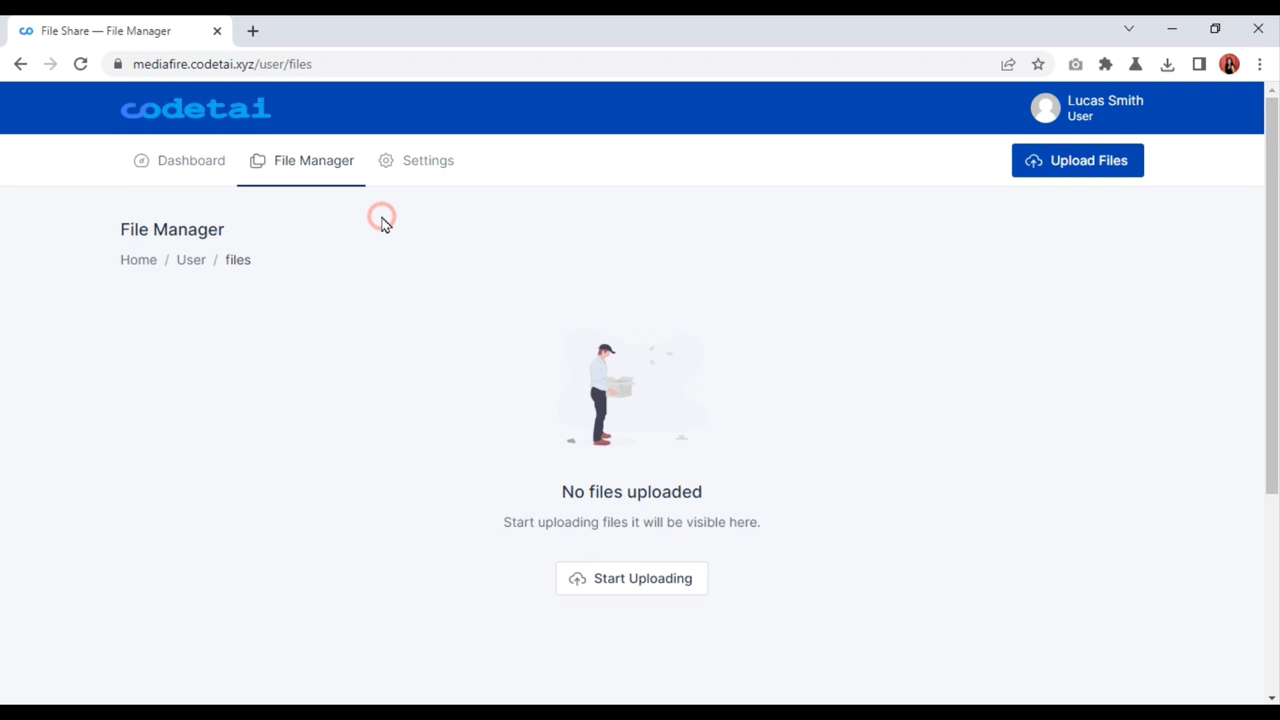 File Share — File Manager
mediafire.codetai.xyz/user/files
codetai
Lucas Smith
User
Dashboard
File Manager
Settings
Upload Files
File Manager
Home / User / files
No files uploaded
Start uploading files it will be visible here.
Start Uploading